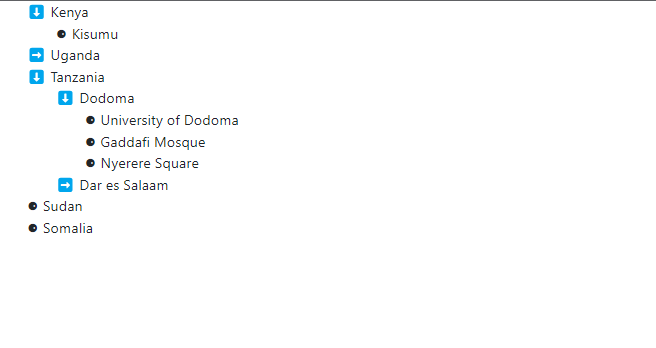 Kenya
Kisumu
Uganda
Tanzania
Dodoma
University of Dodoma
Gaddafi Mosque
Nyerere Square
Dar es Salaam
Sudan
Somalia